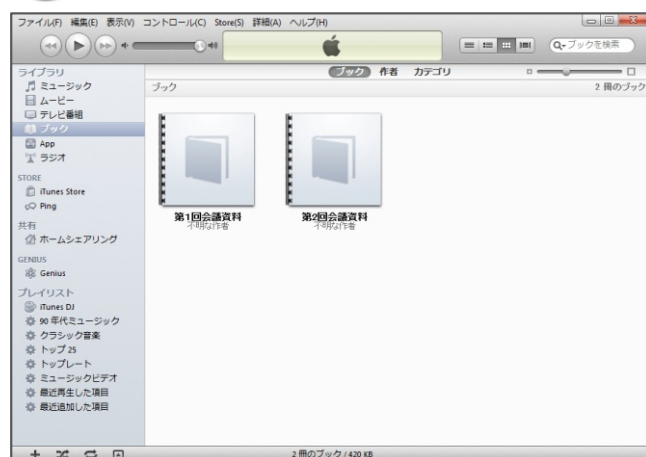 ファイル(F) 編集(E) 表示(V) コントロール(C) Store(S) 詳細(A) ヘルプ(H)
ブックを検索
ライブラリ
ミュージック
ムービー
テレビ番組
ブック
App
ラジオ
STORE
iTunes Store
Ping
共有
ホームシェアリング
GENIUS
Genius
プレイリスト
iTunes DJ
90 年代ミュージック
クラシック音楽
トップ 25
トップレート
ミュージックビデオ
最近再生した項目
最近追加した項目
ブック 作者 カテゴリ
ブック 2 冊のブック
第1回会議資料
不明な作者
第2回会議資料
不明な作者
2 冊のブック / 420 KB